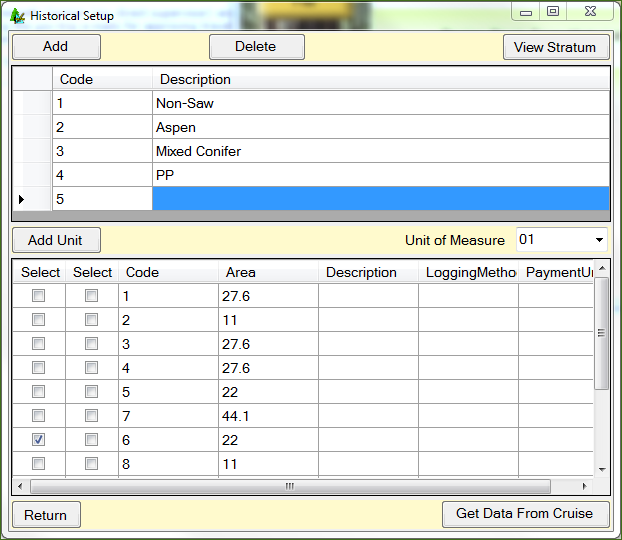 Historical Setup
Add Delete View Stratum
Code Description
1 Non-Saw
2 Aspen
3 Mixed Conifer
4 PP
5
Add Unit Unit of Measure 01
Select Select Code Area Description LoggingMetho PaymentU
1 27.6
2 11
3 27.6
4 27.6
5 22
7 44.1
6 22
8 11
Return Get Data From Cruise